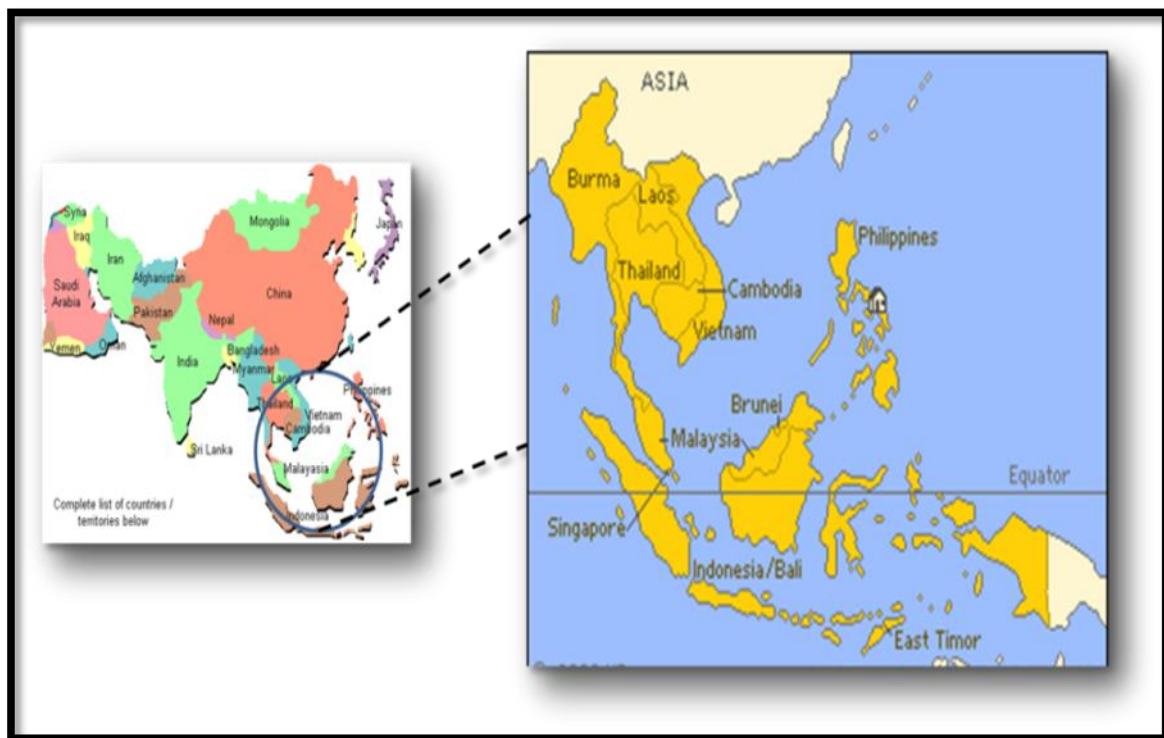 Syria
Iraq
Iran
Saudi
Arabia
Yemen
Oman
Afghanistan
Pakistan
India
Nepal
Mongolia
China
Japan
Bangladesh
Myanmar
Laos
Thailand
Vietnam
Cambodia
Philippines
Sri Lanka
Malayasia
Indonesia
Complete list of countries /
territories below
ASIA
Burma
Laos
Philippines
Thailand
Cambodia
Vietnam
Brunei
Malaysia
Equator
Singapore
Indonesia/Bali
East Timor